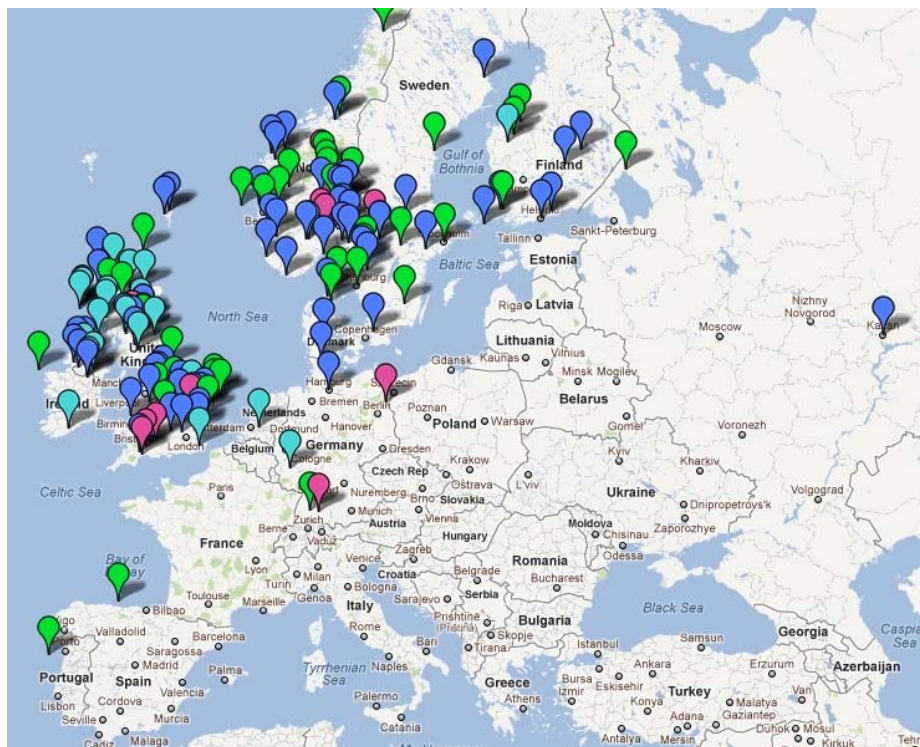 Sweden
Gulf of
Bothnia
Finland
Helsinki
Sankt-Peterburg
Tallinn
Estonia
Baltic Sea
Riga
Latvia
North Sea
Copenhagen
Denmark
Lithuania
Kaunas
Vilnius
Moscow
Nizhny
Novgorod
Kazan
Gdansk
Minsk
Mogilev
Hamburg
Szczecin
Belarus
United
Ireland
Liverpool
Bremen
Berlin
Poznan
Warsaw
Netherlands
Hanover
Poland
Gomel
Voronezh
London
Dortmund
Germany
Dresden
Belgium
Cologne
Kyiv
Kharkiv
Celtic Sea
Paris
Czech Rep
Krakow
Ostrava
L'viv
Nuremberg
Brno
Slovakia
Ukraine
Volgograd
Munich
Vienna
Dnipropetrovs'k
Zurich
Austria
Moldova
Zaporozhye
Berne
Vaduz
Hungary
Chisinau
Odessa
France
Bay of
Lyon
Milan
Venice
Zagreb
Romania
Turin
Croatia
Belgrade
Bucharest
Genoa
Bologna
Serbia
Bilbao
Toulouse
Marseille
Sarajevo
Black Sea
Porto
Valladolid
Barcelona
Italy
Prishtinë
Bulgaria
Saragossa
Rome
Skopje
Istanbul
Samsun
Georgia
Madrid
Palma
Naples
Bari
Tirana
Portugal
Spain
Valencia
Tyrrhenian
Sea
Bursa
Ankara
Erzurum
Azerbaijan
Lisbon
Cordova
Greece
Izmir
Eskisehir
Turkey
Van
Seville
Murcia
Palermo
Athens
Konya
Malatya
Gaziantep
Cadiz
Malaga
Catania
Antalya
Adana
Mersin
Duhok
Mosul
Kirkuk